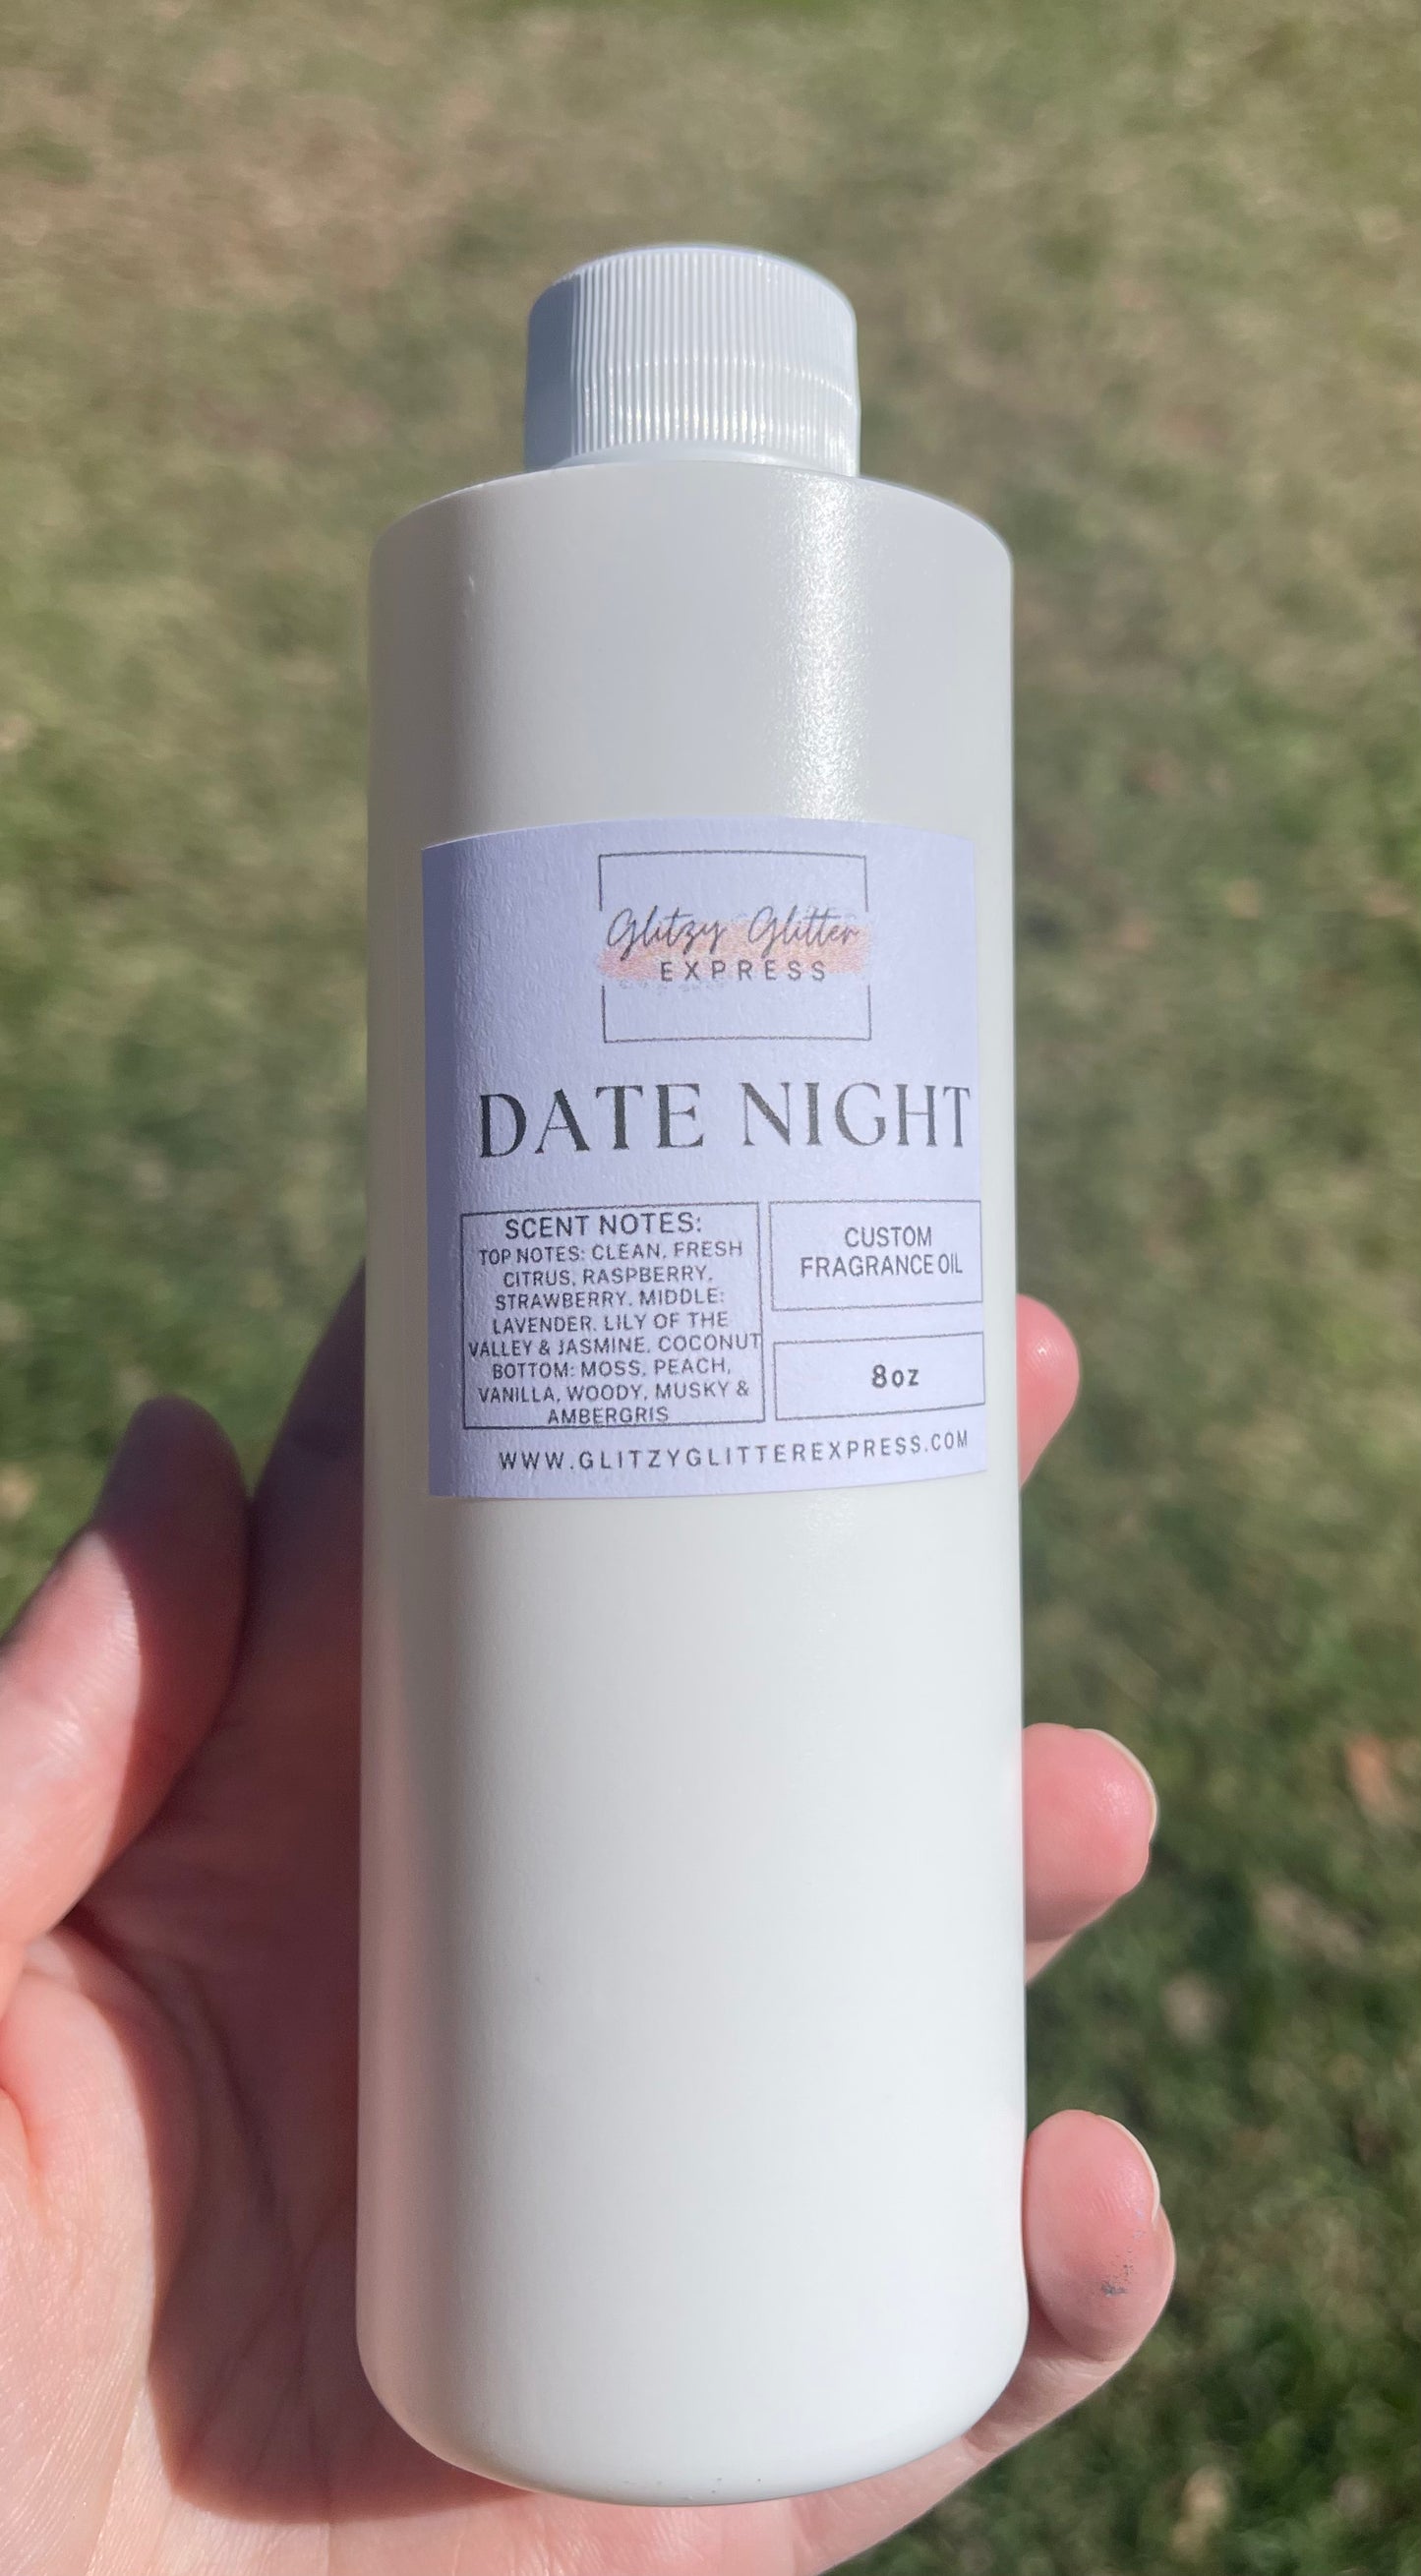 Glitzy Glitter
EXPRESS
DATE NIGHT
SCENT NOTES:
TOP NOTES: CLEAN, FRESH
CITRUS, RASPBERRY,
STRAWBERRY, MIDDLE:
LAVENDER, LILY OF THE
VALLEY & JASMINE, COCONUT
BOTTOM: MOSS, PEACH,
VANILLA, WOODY, MUSKY &
AMBERGRIS
CUSTOM
FRAGRANCE OIL
8oz
WWW.GLITZYGLITTEREXPRESS.COM